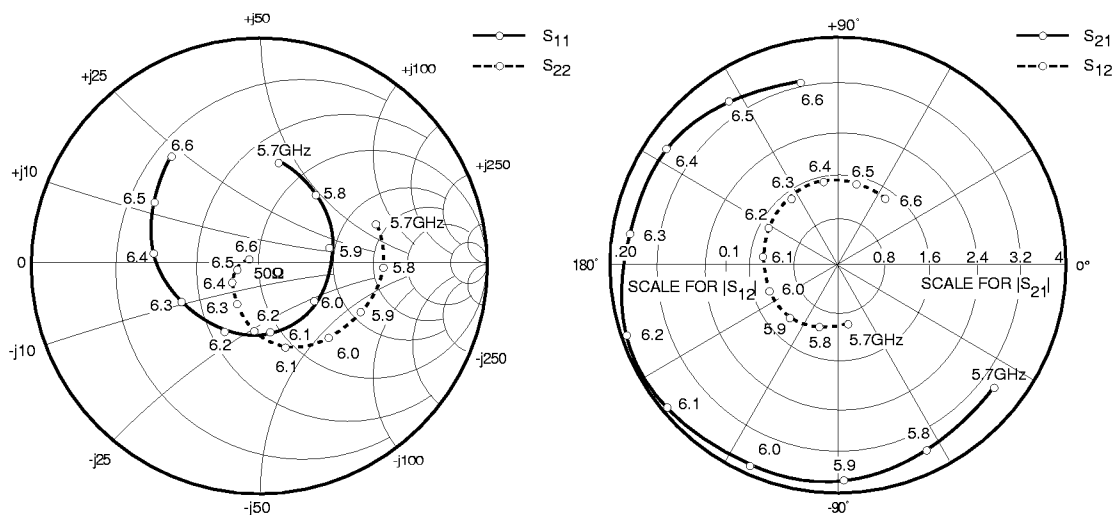 +j50
S11
S22
+j25
+j100
6.6
5.7GHz
+j10
+j250
6.5
5.8
5.7GHz
6.6
5.9
6.4
0
6.5
50Ω
5.8
6.4
6.3
6.3
6.0
5.9
6.2
6.2
6.1
6.0
6.1
-j10
-j250
-j25
-j100
-j50
+90°
S21
S12
6.6
6.5
6.4
6.4
6.5
6.3
6.6
6.2
6.3
.20
0.1
6.1
0.8
1.6
2.4
3.2
4
180°
0°
SCALE FOR |S12|
SCALE FOR |S21|
6.0
5.9
5.8
5.7GHz
6.2
5.7GHz
6.1
5.8
6.0
5.9
-90°